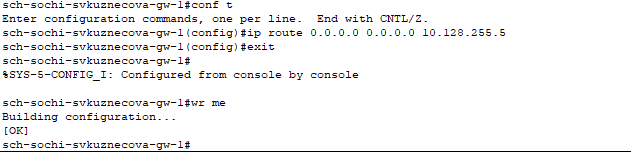 sch-sochi-svkuznecova-gw-1#conf t
Enter configuration commands, one per line.  End with CNTL/Z.
sch-sochi-svkuznecova-gw-1(config)#ip route 0.0.0.0 0.0.0.0 10.128.255.5
sch-sochi-svkuznecova-gw-1(config)#exit
sch-sochi-svkuznecova-gw-1#
%SYS-5-CONFIG_I: Configured from console by console
sch-sochi-svkuznecova-gw-1#wr me
Building configuration...
[OK]
sch-sochi-svkuznecova-gw-1#